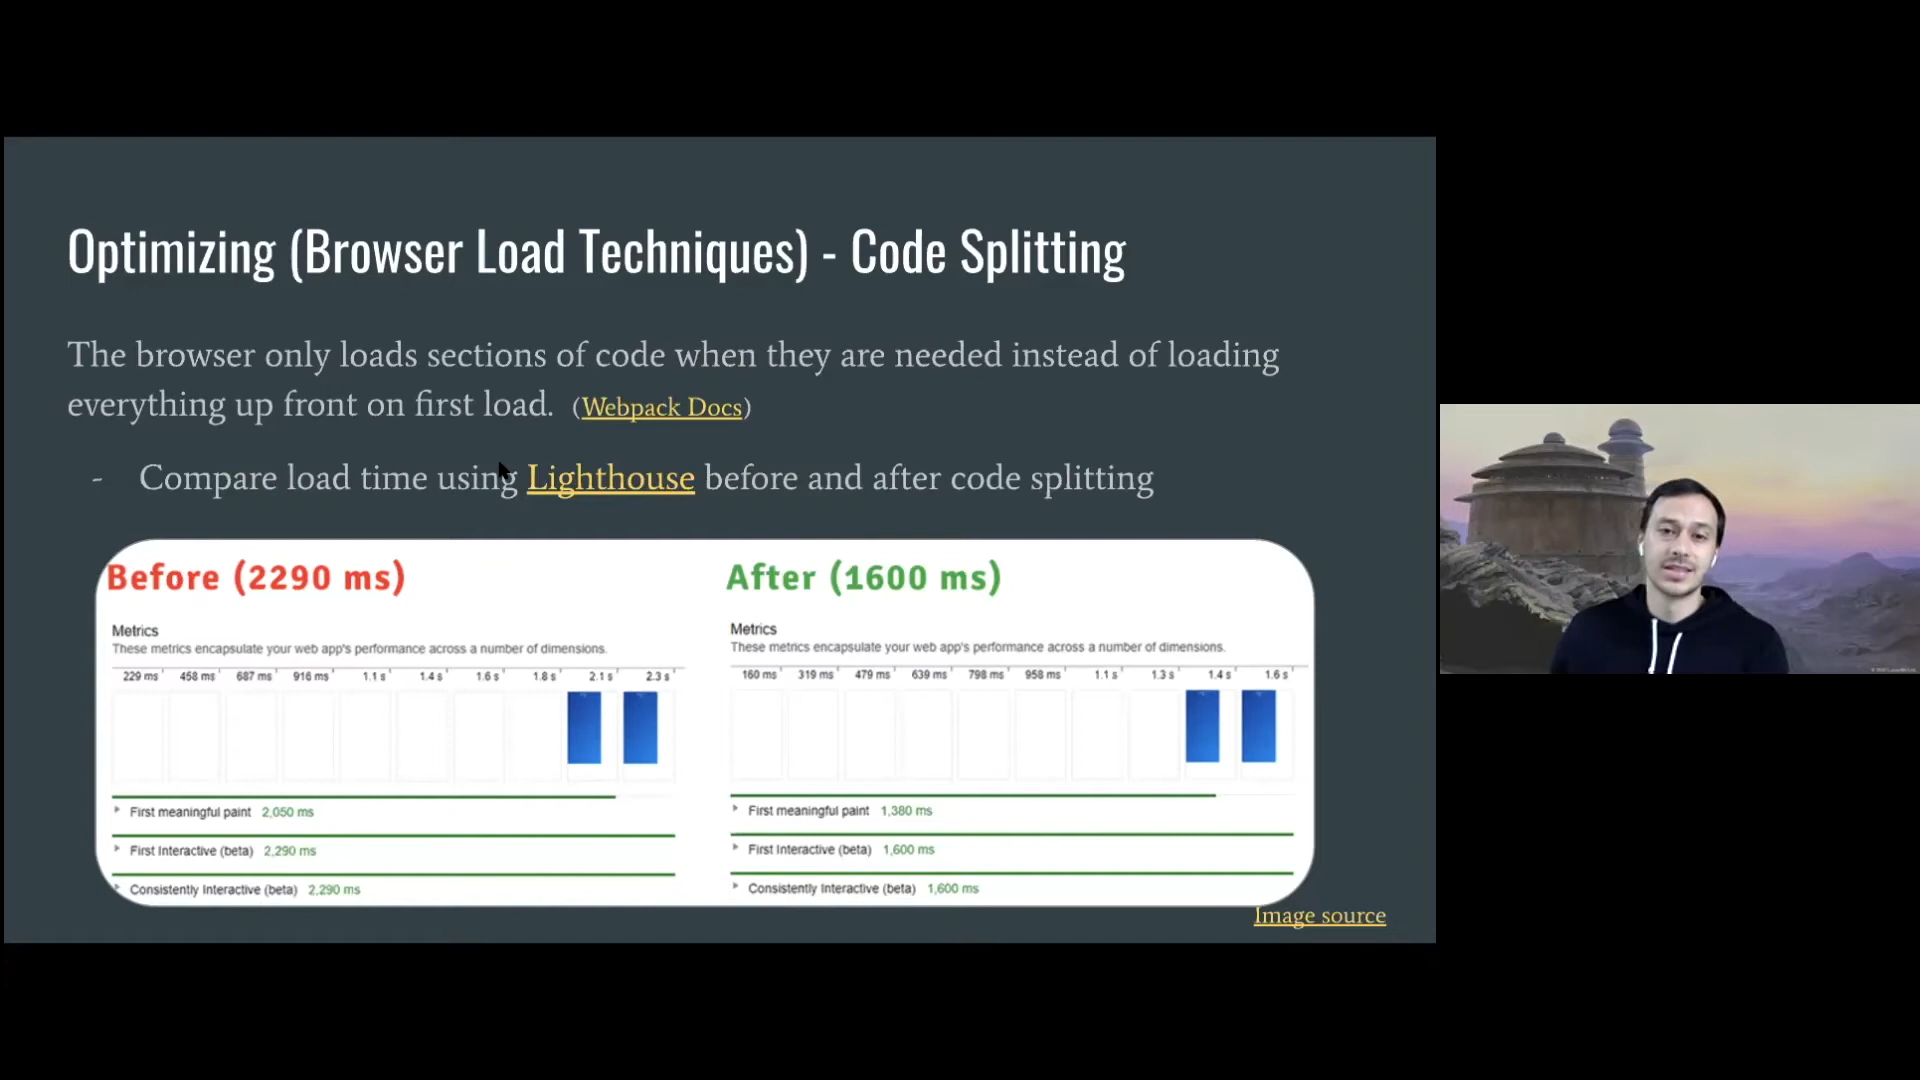 Optimizing (Browser Load Techniques) - Code Splitting
The browser only loads sections of code when they are needed instead of loading
everything up front on first load. (Webpack Docs)
- Compare load time using Lighthouse before and after code splitting
Before (2290 ms)
Metrics
These metrics encapsulate your web app's performance across a number of dimensions.
229 ms 458 ms 687 ms 916 ms 1.1 s 1.4 s 1.6 s 1.8 s 2.1 s 2.3 s
First meaningful paint 2,050 ms
First Interactive (beta) 2,290 ms
Consistently Interactive (beta) 2,290 ms
After (1600 ms)
Metrics
These metrics encapsulate your web app's performance across a number of dimensions.
160 ms 319 ms 479 ms 639 ms 798 ms 958 ms 1.1 s 1.3 s 1.4 s 1.6 s
First meaningful paint 1,380 ms
First Interactive (beta) 1,600 ms
Consistently Interactive (beta) 1,600 ms
Image source